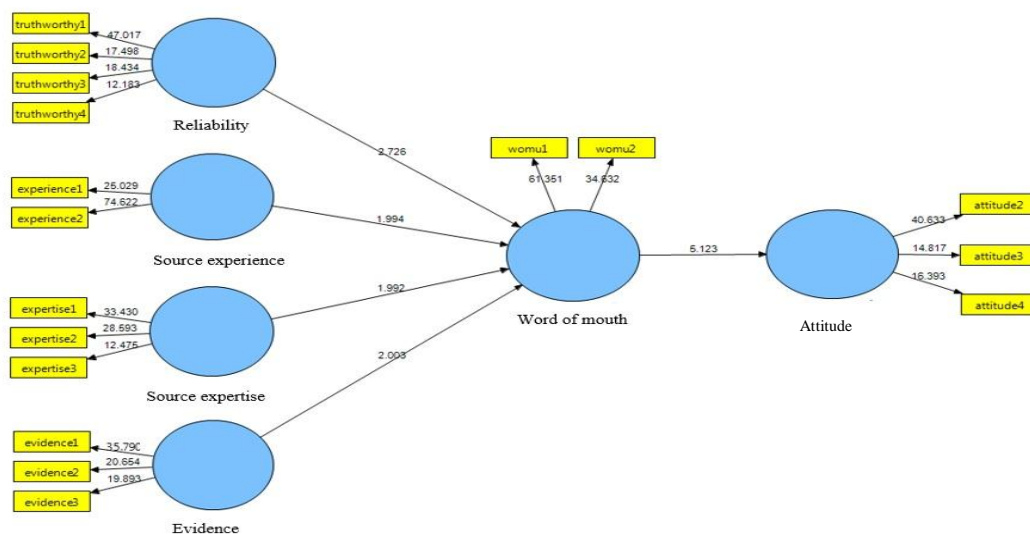 truthworthy1
47.017
truthworthy2
17.498
truthworthy3
18.434
truthworthy4
12.183
Reliability
2.726
experience1
25.029
experience2
74.622
Source experience
1.994
expertise1
33.430
expertise2
28.593
expertise3
12.475
Source expertise
1.992
evidence1
35.790
evidence2
20.654
evidence3
19.893
Evidence
2.003
womu1
womu2
61.351
34.632
Word of mouth
5.123
Attitude
attitude2
40.633
attitude3
14.817
attitude4
16.393